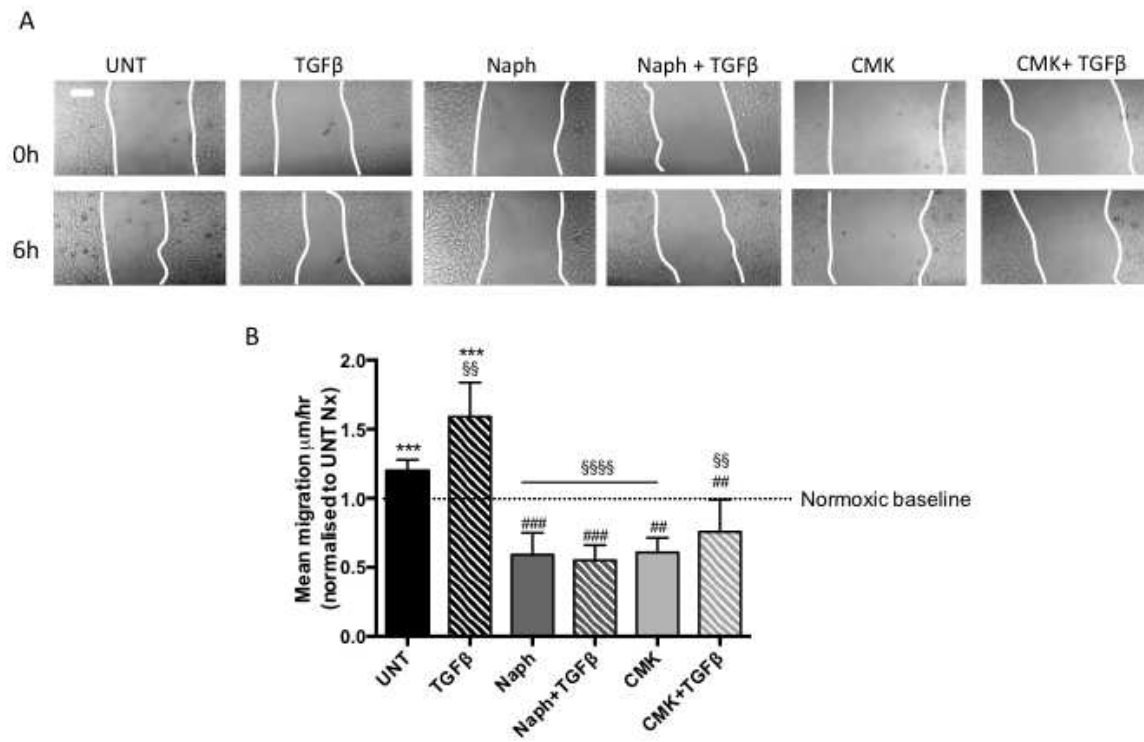 A
UNT TGFβ Naph Naph + TGFβ CMK CMK+ TGFβ
0h
6h
B
Mean migration μm/hr
(normalised to UNT Nx)
2.0
1.5
1.0
0.5
0.0
***
***
§§
§§§§
###
###
##
§§
##
Normoxic baseline
UNT
TGFβ
Naph
Naph+TGFβ
CMK
CMK+TGFβ